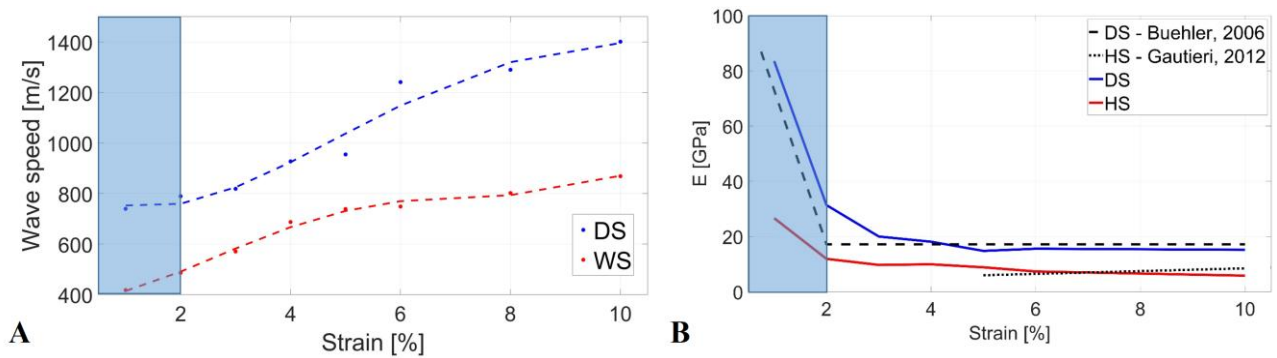 1400
1200
1000
800
600
400
Wave speed [m/s]
2
4
6
8
10
Strain [%]
DS
WS
A
100
80
60
40
20
0
E [GPa]
2
4
6
8
10
Strain [%]
DS - Buehler, 2006
HS - Gautieri, 2012
DS
HS
B